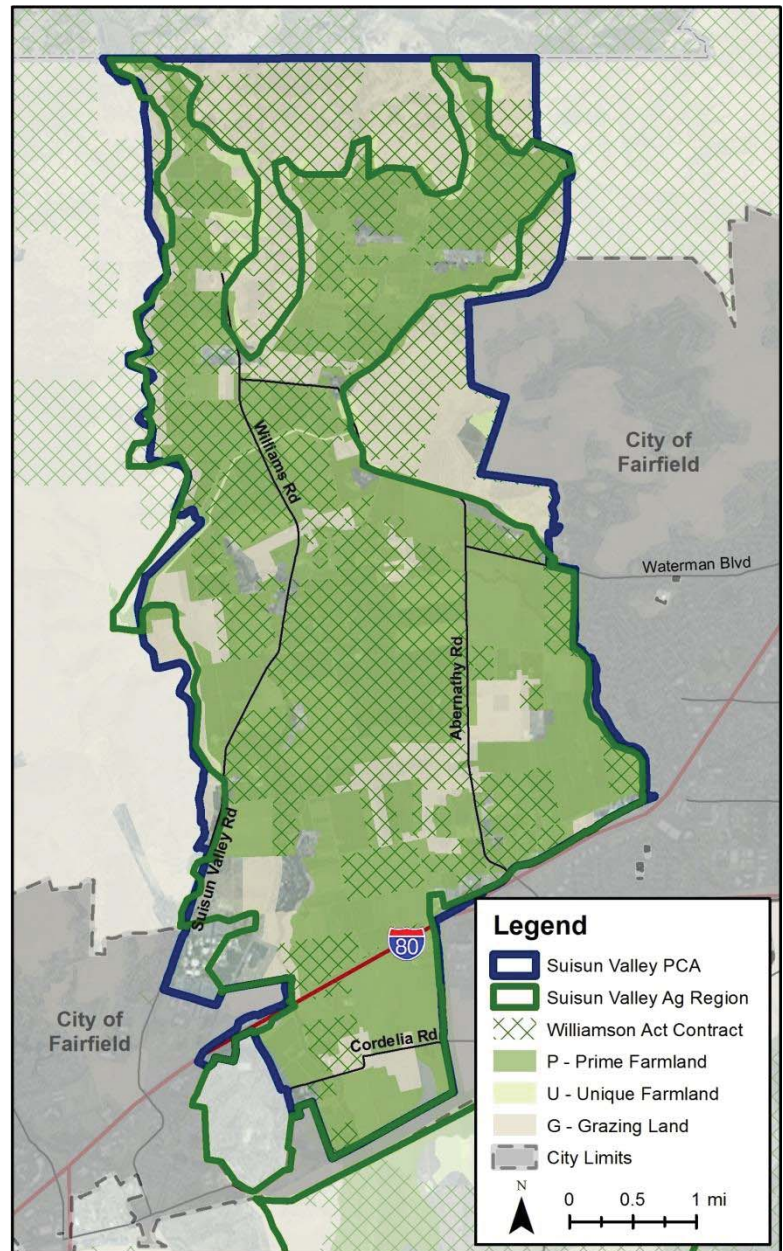 City of
Fairfield
Williams Rd
Waterman Blvd
Abernathy Rd
Suisun Valley Rd
80
City of
Fairfield
Cordelia Rd
Legend
Suisun Valley PCA
Suisun Valley Ag Region
Williamson Act Contract
P - Prime Farmland
U - Unique Farmland
G - Grazing Land
City Limits
N
0 0.5 1 mi